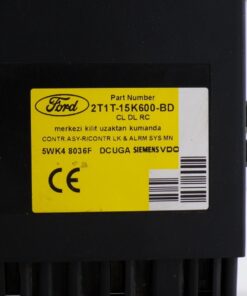 Part Number
Ford 2T1T-15K600-BD
CL DL RC
merkezi kilit uzaktan kumanda
CONTR.ASY-R/CONTR LK & ALRM SYS MN
5WK4 8036F DCUGA SIEMENS VDO
CE